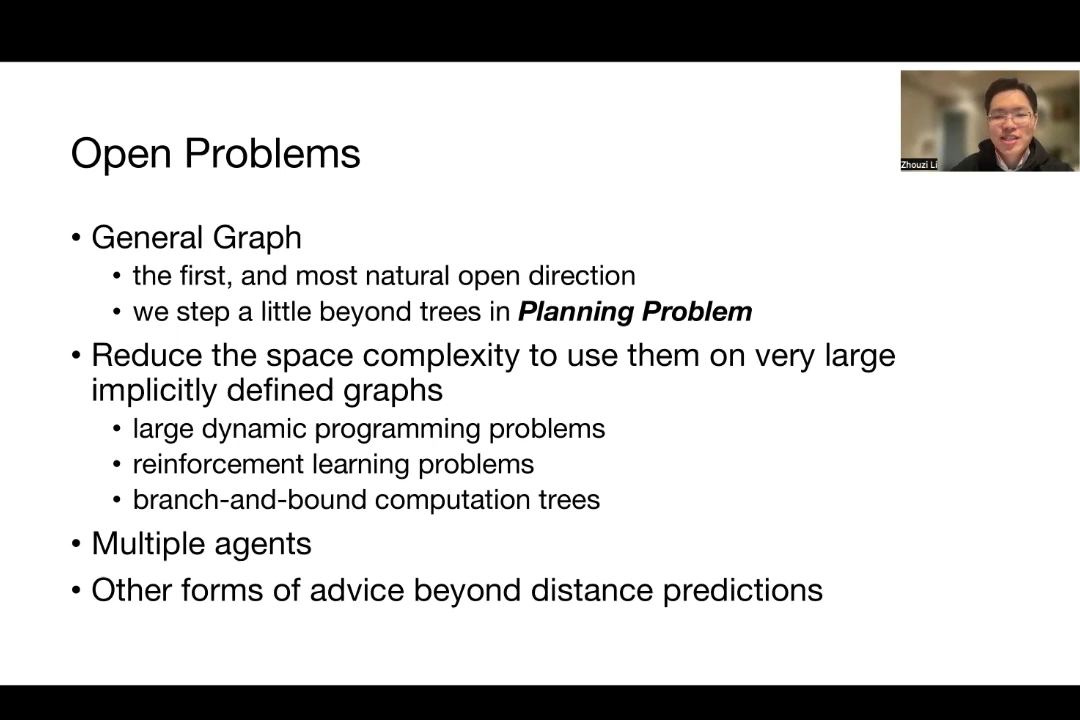 Open Problems
Zhouzi Li
• General Graph
• the first, and most natural open direction
• we step a little beyond trees in Planning Problem
• Reduce the space complexity to use them on very large
implicitly defined graphs
• large dynamic programming problems
• reinforcement learning problems
• branch-and-bound computation trees
• Multiple agents
• Other forms of advice beyond distance predictions